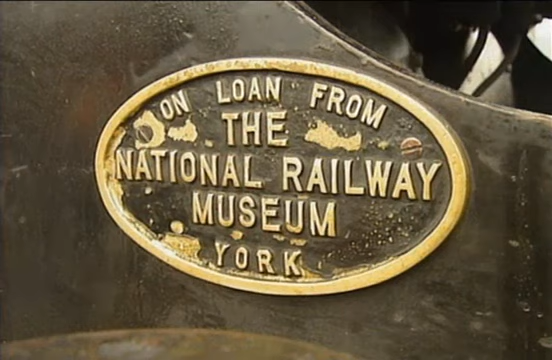 ON LOAN FROM
THE
NATIONAL RAILWAY
MUSEUM
YORK